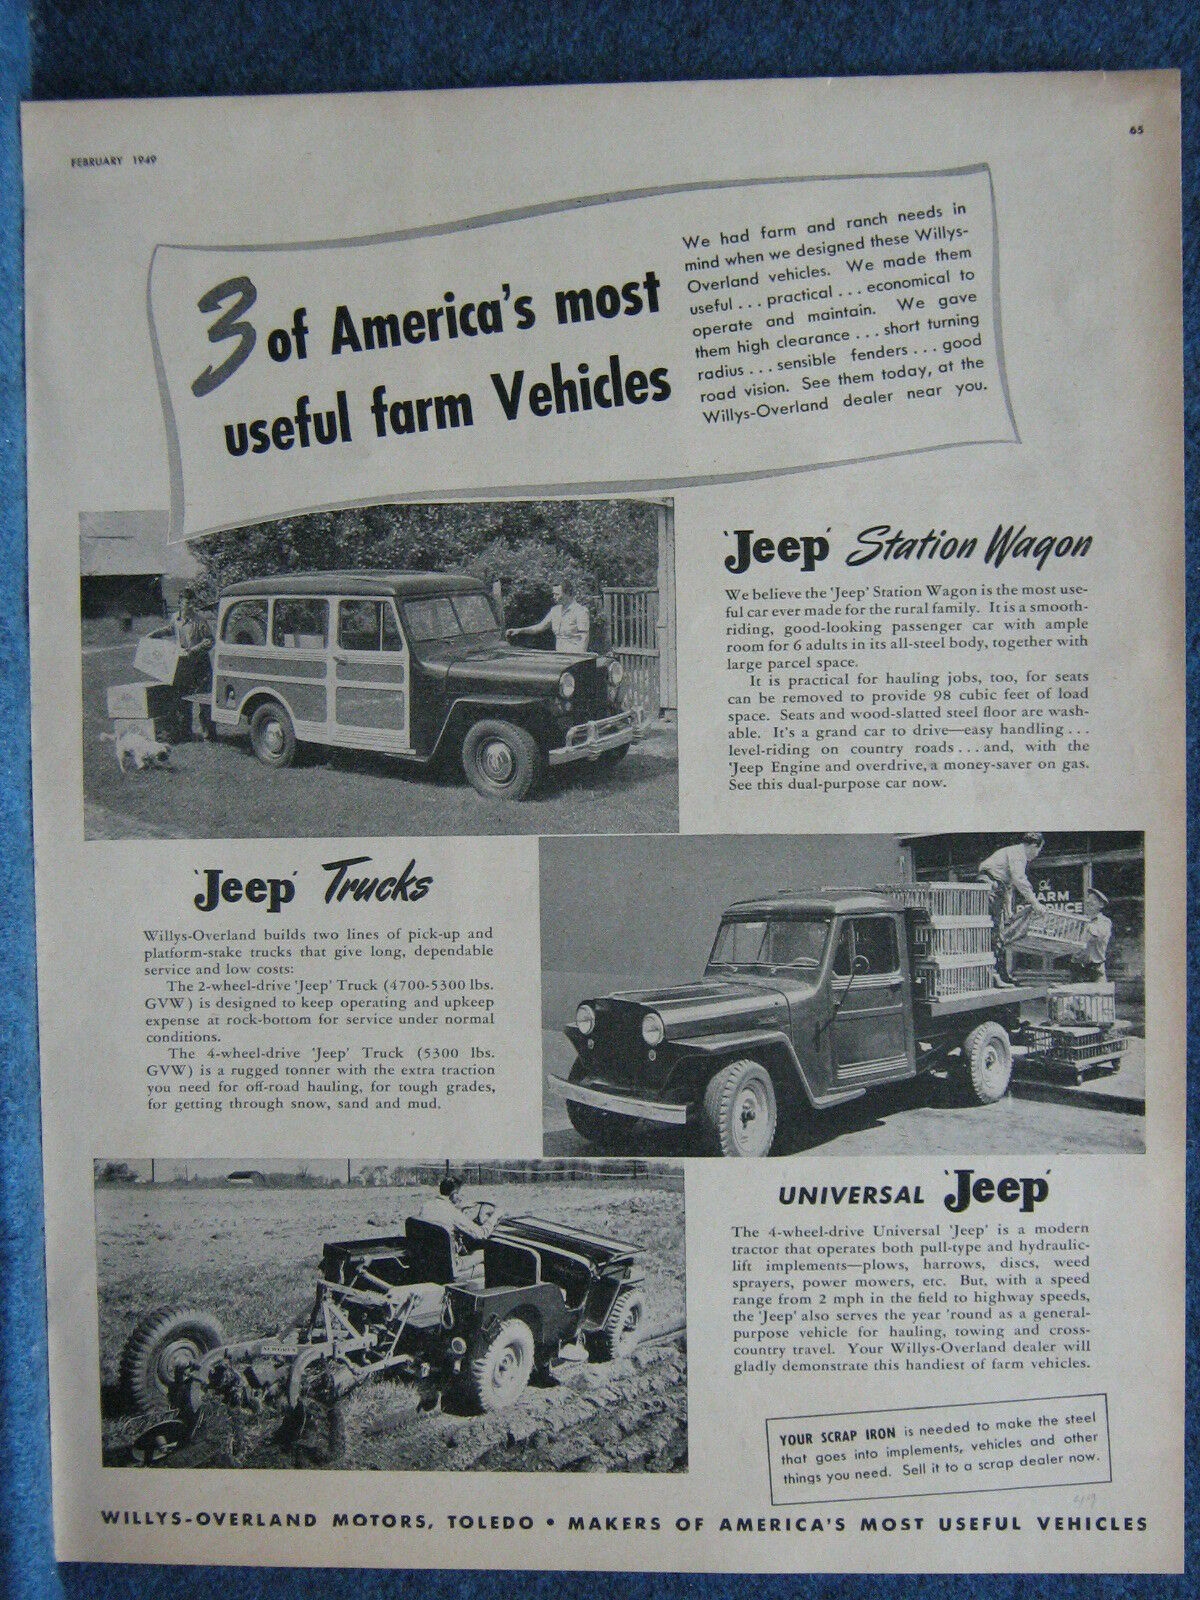 FEBRUARY 1949
65
3 of America's most
useful farm Vehicles
We had farm and ranch needs in
mind when we designed these Willys-
Overland vehicles. We made them
useful . . . practical . . . economical to
operate and maintain. We gave
them high clearance . . . short turning
radius . . . sensible fenders . . . good
road vision. See them today, at the
Willys-Overland dealer near you.
'Jeep' Station Wagon
We believe the 'Jeep' Station Wagon is the most use-
ful car ever made for the rural family. It is a smooth-
riding, good-looking passenger car with ample
room for 6 adults in its all-steel body, together with
large parcel space.
It is practical for hauling jobs, too, for seats
can be removed to provide 98 cubic feet of load
space. Seats and wood-slatted steel floor are wash-
able. It's a grand car to drive—easy handling . . .
level-riding on country roads . . . and, with the
'Jeep Engine and overdrive, a money-saver on gas.
See this dual-purpose car now.
'Jeep' Trucks
Willys-Overland builds two lines of pick-up and
platform-stake trucks that give long, dependable
service and low costs:
The 2-wheel-drive 'Jeep' Truck (4700-5300 lbs.
GVW) is designed to keep operating and upkeep
expense at rock-bottom for service under normal
conditions.
The 4-wheel-drive 'Jeep' Truck (5300 lbs.
GVW) is a rugged tonner with the extra traction
you need for off-road hauling, for tough grades,
for getting through snow, sand and mud.
FARM
PRODUCE
UNIVERSAL 'Jeep'
The 4-wheel-drive Universal 'Jeep' is a modern
tractor that operates both pull-type and hydraulic-
lift implements—plows, harrows, discs, weed
sprayers, power mowers, etc. But, with a speed
range from 2 mph in the field to highway speeds,
the 'Jeep' also serves the year 'round as a general-
purpose vehicle for hauling, towing and cross-
country travel. Your Willys-Overland dealer will
gladly demonstrate this handiest of farm vehicles.
YOUR SCRAP IRON is needed to make the steel
that goes into implements, vehicles and other
things you need. Sell it to a scrap dealer now.
49
WILLYS-OVERLAND MOTORS, TOLEDO • MAKERS OF AMERICA'S MOST USEFUL VEHICLES